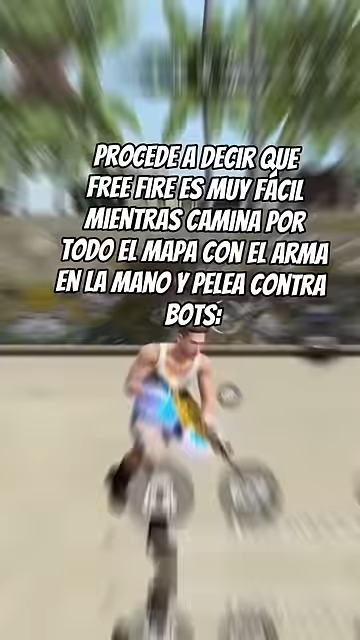 PROCEDE A DECIR QUE
FREE FIRE ES MUY FÁCIL
MIENTRAS CAMINA POR
TODO EL MAPA CON EL ARMA
EN LA MANO Y PELEA CONTRA
BOTS: